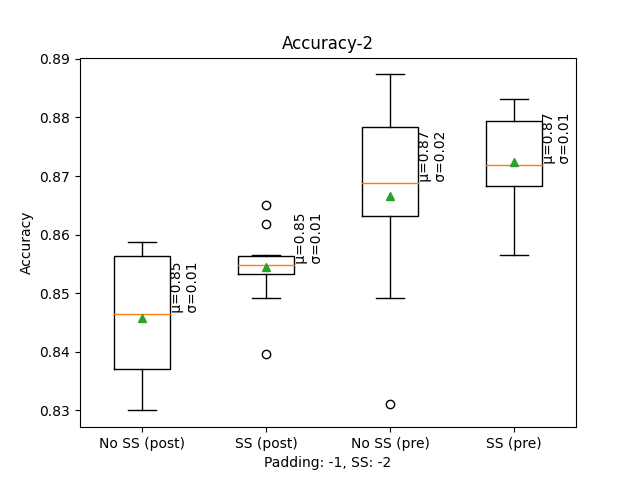 Accuracy-2
Accuracy
0.89
0.88
0.87
0.86
0.85
0.84
0.83
μ=0.85
σ=0.01
μ=0.85
σ=0.01
μ=0.87
σ=0.02
μ=0.87
σ=0.01
No SS (post)
SS (post)
No SS (pre)
SS (pre)
Padding: -1, SS: -2